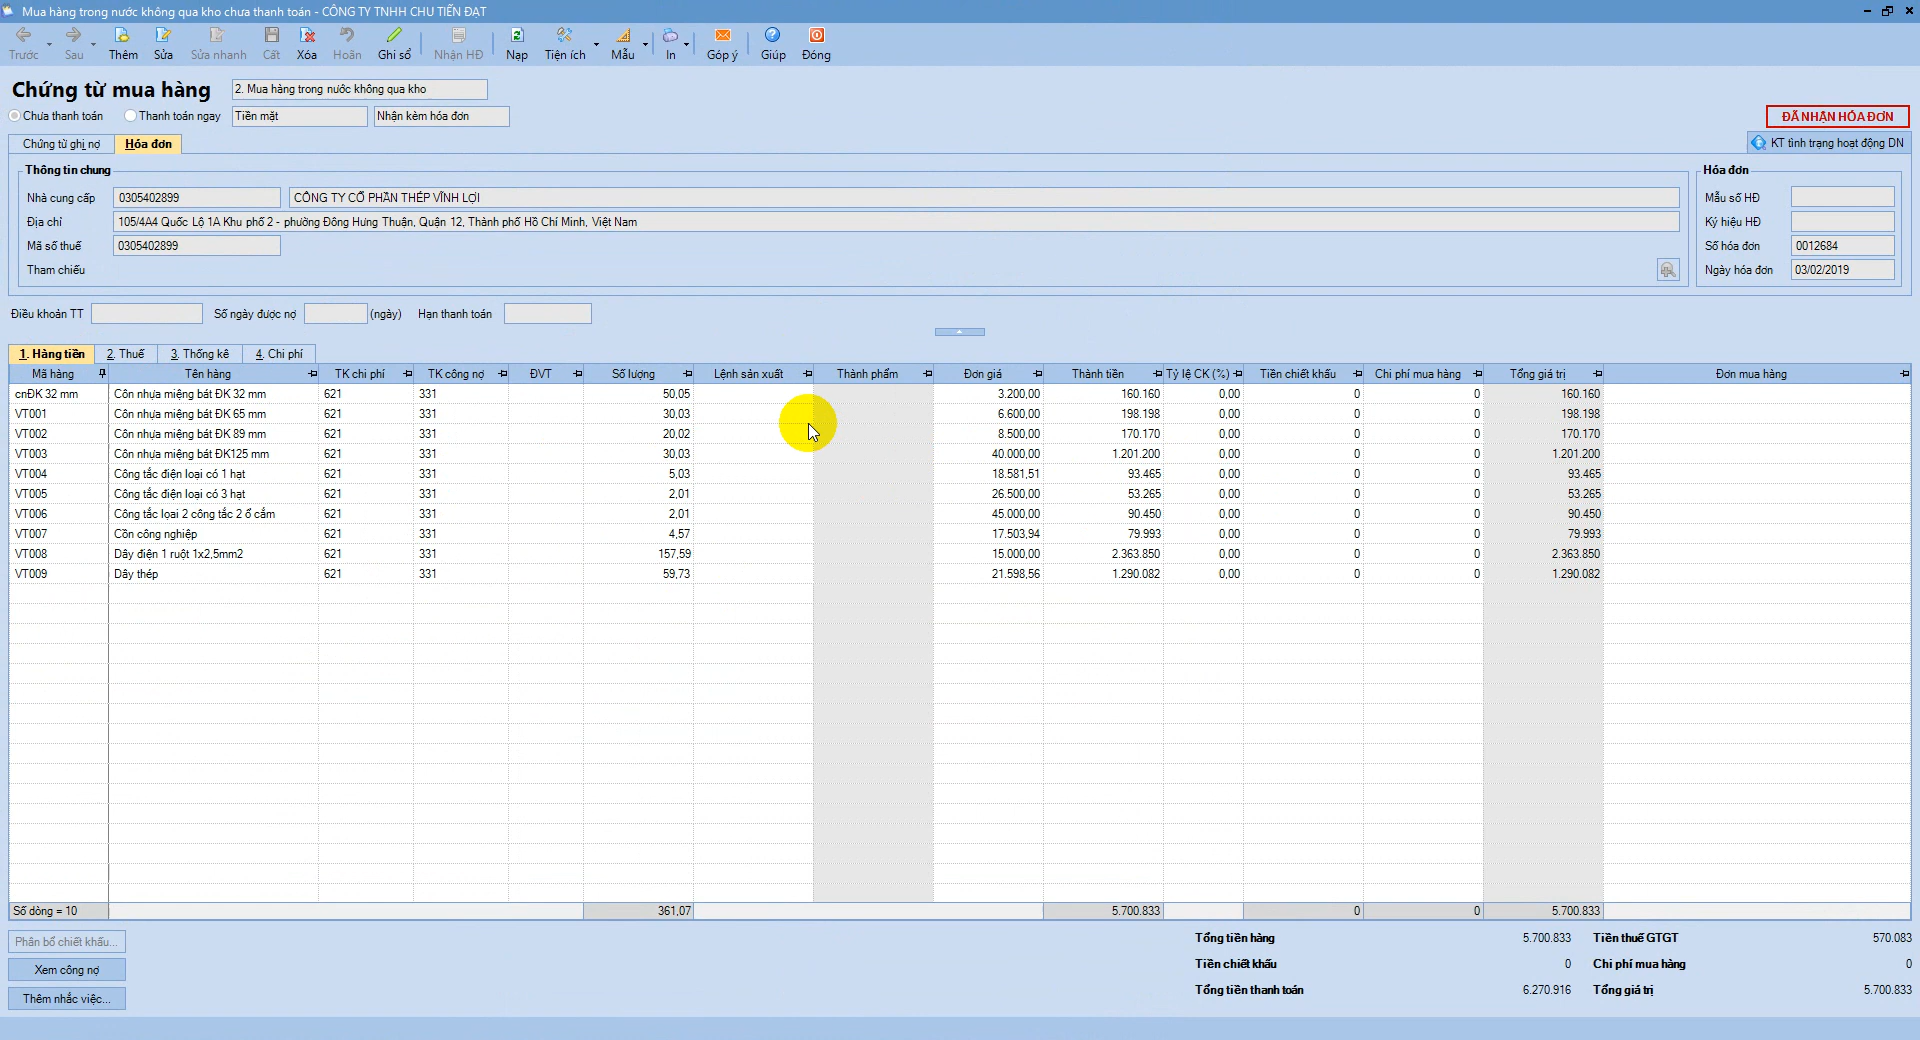 Mua hàng trong nước không qua kho chưa thanh toán - CÔNG TY TNHH CHU TIẾN ĐẠT
Trước Sau Thêm Sửa Sửa nhanh Cất Xóa Hoãn Ghi sổ Nhận HĐ Nạp Tiện ích Mẫu In Góp ý Giúp Đóng
Chứng từ mua hàng 2. Mua hàng trong nước không qua kho
Chưa thanh toán Thanh toán ngay Tiền mặt Nhận kèm hóa đơn ĐÃ NHẬN HÓA ĐƠN
Chứng từ ghi nợ Hóa đơn KT tình trạng hoạt động DN
Thông tin chung Hóa đơn
Nhà cung cấp 0305402899 CÔNG TY CỔ PHẦN THÉP VĨNH LỢI Mẫu số HĐ
Địa chỉ 105/4A4 Quốc Lộ 1A Khu phố 2 - phường Đông Hưng Thuận, Quận 12, Thành phố Hồ Chí Minh, Việt Nam Ký hiệu HĐ
Mã số thuế 0305402899 Số hóa đơn 0012684
Tham chiếu Ngày hóa đơn 03/02/2019
Điều khoản TT Số ngày được nợ (ngày) Hạn thanh toán
1. Hàng tiền 2. Thuế 3. Thống kê 4. Chi phí
Mã hàng Tên hàng TK chi phí TK công nợ ĐVT Số lượng Lệnh sản xuất Thành phẩm Đơn giá Thành tiền Tỷ lệ CK (%) Tiền chiết khấu Chi phí mua hàng Tổng giá trị Đơn mua hàng
cnĐK 32 mm Côn nhựa miệng bát ĐK 32 mm 621 331 50,05 3.200,00 160.160 0,00 0 0 160.160
VT001 Côn nhựa miệng bát ĐK 65 mm 621 331 30,03 6.600,00 198.198 0,00 0 0 198.198
VT002 Côn nhựa miệng bát ĐK 89 mm 621 331 20,02 8.500,00 170.170 0,00 0 0 170.170
VT003 Côn nhựa miệng bát ĐK125 mm 621 331 30,03 40.000,00 1.201.200 0,00 0 0 1.201.200
VT004 Công tắc điện loại có 1 hạt 621 331 5,03 18.581,51 93.465 0,00 0 0 93.465
VT005 Công tắc điện loại có 3 hạt 621 331 2,01 26.500,00 53.265 0,00 0 0 53.265
VT006 Công tắc lọai 2 công tắc 2 ổ cắm 621 331 2,01 45.000,00 90.450 0,00 0 0 90.450
VT007 Cồn công nghiệp 621 331 4,57 17.503,94 79.993 0,00 0 0 79.993
VT008 Dây điện 1 ruột 1x2,5mm2 621 331 157,59 15.000,00 2.363.850 0,00 0 0 2.363.850
VT009 Dây thép 621 331 59,73 21.598,56 1.290.082 0,00 0 0 1.290.082
Số dòng = 10 361,07 5.700.833 0 0 5.700.833
Phân bổ chiết khấu... Tổng tiền hàng 5.700.833 Tiền thuế GTGT 570.083
Xem công nợ Tiền chiết khấu 0 Chi phí mua hàng 0
Thêm nhắc việc... Tổng tiền thanh toán 6.270.916 Tổng giá trị 5.700.833